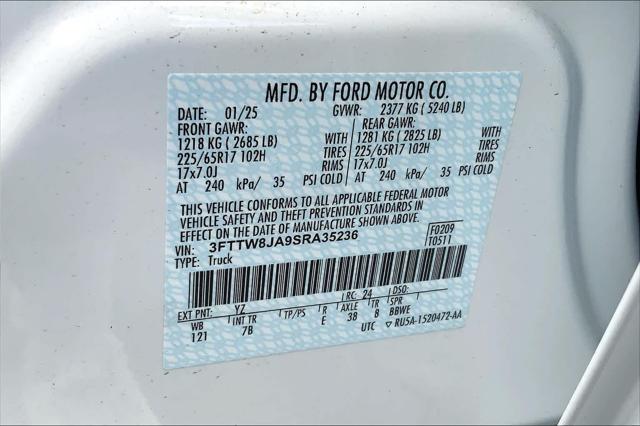 MFD. BY FORD MOTOR CO.
DATE: 01/25 GVWR: 2377 KG ( 5240 LB)
FRONT GAWR: REAR GAWR:
1218 KG ( 2685 LB) WITH 1281 KG ( 2825 LB) WITH
225/65R17 102H TIRES 225/65R17 102H TIRES
17x7.0J RIMS 17x7.0J RIMS
AT 240 kPa/ 35 PSI COLD AT 240 kPa/ 35 PSI COLD
THIS VEHICLE CONFORMS TO ALL APPLICABLE FEDERAL MOTOR
VEHICLE SAFETY AND THEFT PREVENTION STANDARDS IN
EFFECT ON THE DATE OF MANUFACTURE SHOWN ABOVE.
VIN: 3FTTW8JA9SRA35236 F0209
TYPE: Truck T0511
EXT PNT: YZ RC: 24 DSO:
WB INT TR TP/PS R AXLE TR SPR
121 7B E 38 8 BBWE
UTC ▽ RU5A-1520472-AA